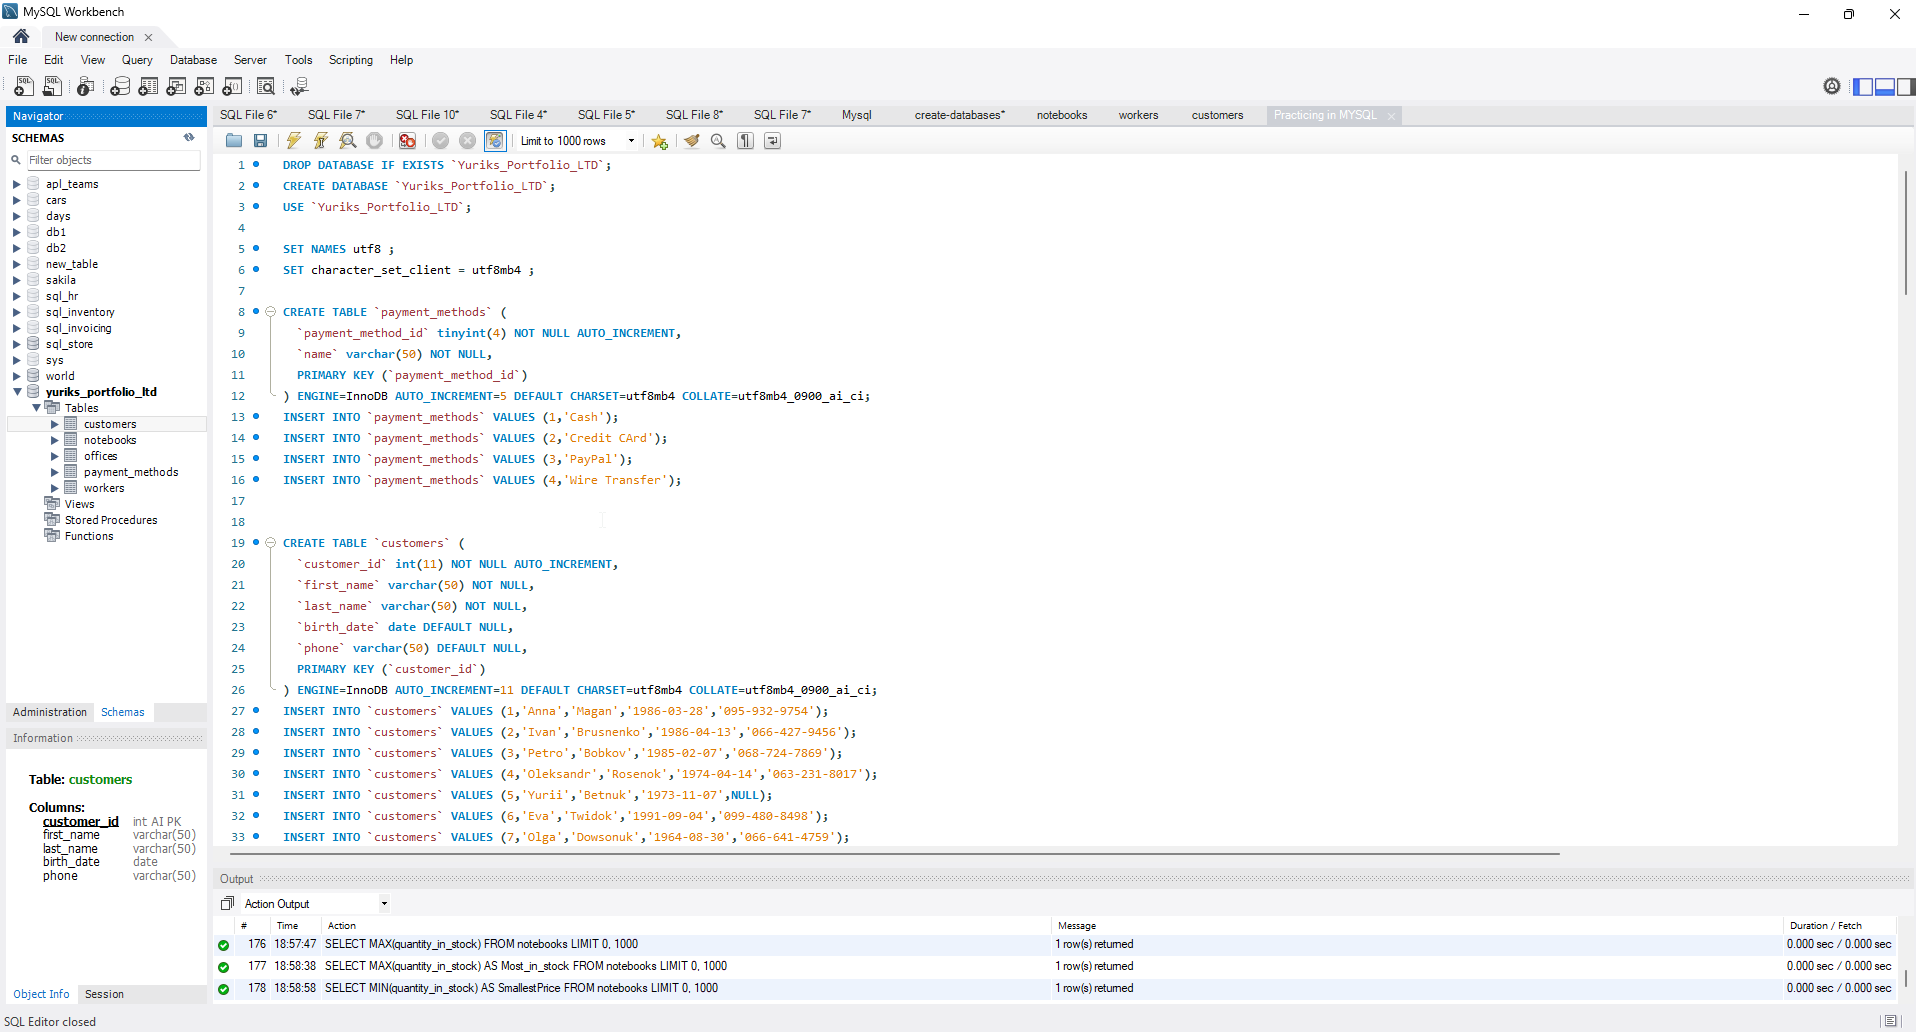 MySQL Workbench
New connection
File Edit View Query Database Server Tools Scripting Help
Navigator
SCHEMAS
Filter objects
apl_teams
cars
days
db1
db2
new_table
sakila
sql_hr
sql_inventory
sql_invoicing
sql_store
sys
world
yuriks_portfolio_ltd
Tables
customers
notebooks
offices
payment_methods
workers
Views
Stored Procedures
Functions
Administration Schemas
Information
Table: customers
Columns:
customer_id int AI PK
first_name varchar(50)
last_name varchar(50)
birth_date date
phone varchar(50)
Object Info Session
SQL File 6* SQL File 7* SQL File 10* SQL File 4* SQL File 5* SQL File 8* SQL File 7* Mysql create-databases* notebooks workers customers Practicing in MYSQL
Limit to 1000 rows
1 DROP DATABASE IF EXISTS `Yuriks_Portfolio_LTD`;
2 CREATE DATABASE `Yuriks_Portfolio_LTD`;
3 USE `Yuriks_Portfolio_LTD`;
4
5 SET NAMES utf8 ;
6 SET character_set_client = utf8mb4 ;
7
8 CREATE TABLE `payment_methods` (
9 `payment_method_id` tinyint(4) NOT NULL AUTO_INCREMENT,
10 `name` varchar(50) NOT NULL,
11 PRIMARY KEY (`payment_method_id`)
12 ) ENGINE=InnoDB AUTO_INCREMENT=5 DEFAULT CHARSET=utf8mb4 COLLATE=utf8mb4_0900_ai_ci;
13 INSERT INTO `payment_methods` VALUES (1,'Cash');
14 INSERT INTO `payment_methods` VALUES (2,'Credit CArd');
15 INSERT INTO `payment_methods` VALUES (3,'PayPal');
16 INSERT INTO `payment_methods` VALUES (4,'Wire Transfer');
17
18
19 CREATE TABLE `customers` (
20 `customer_id` int(11) NOT NULL AUTO_INCREMENT,
21 `first_name` varchar(50) NOT NULL,
22 `last_name` varchar(50) NOT NULL,
23 `birth_date` date DEFAULT NULL,
24 `phone` varchar(50) DEFAULT NULL,
25 PRIMARY KEY (`customer_id`)
26 ) ENGINE=InnoDB AUTO_INCREMENT=11 DEFAULT CHARSET=utf8mb4 COLLATE=utf8mb4_0900_ai_ci;
27 INSERT INTO `customers` VALUES (1,'Anna','Magan','1986-03-28','095-932-9754');
28 INSERT INTO `customers` VALUES (2,'Ivan','Brusnenko','1986-04-13','066-427-9456');
29 INSERT INTO `customers` VALUES (3,'Petro','Bobkov','1985-02-07','068-724-7869');
30 INSERT INTO `customers` VALUES (4,'Oleksandr','Rosenok','1974-04-14','063-231-8017');
31 INSERT INTO `customers` VALUES (5,'Yurii','Betnuk','1973-11-07',NULL);
32 INSERT INTO `customers` VALUES (6,'Eva','Twidok','1991-09-04','099-480-8498');
33 INSERT INTO `customers` VALUES (7,'Olga','Dowsonuk','1964-08-30','066-641-4759');
Output
Action Output
# Time Action Message Duration / Fetch
176 18:57:47 SELECT MAX(quantity_in_stock) FROM notebooks LIMIT 0, 1000 1 row(s) returned 0.000 sec / 0.000 sec
177 18:58:38 SELECT MAX(quantity_in_stock) AS Most_in_stock FROM notebooks LIMIT 0, 1000 1 row(s) returned 0.000 sec / 0.000 sec
178 18:58:58 SELECT MIN(quantity_in_stock) AS SmallestPrice FROM notebooks LIMIT 0, 1000 1 row(s) returned 0.000 sec / 0.000 sec
SQL Editor closed